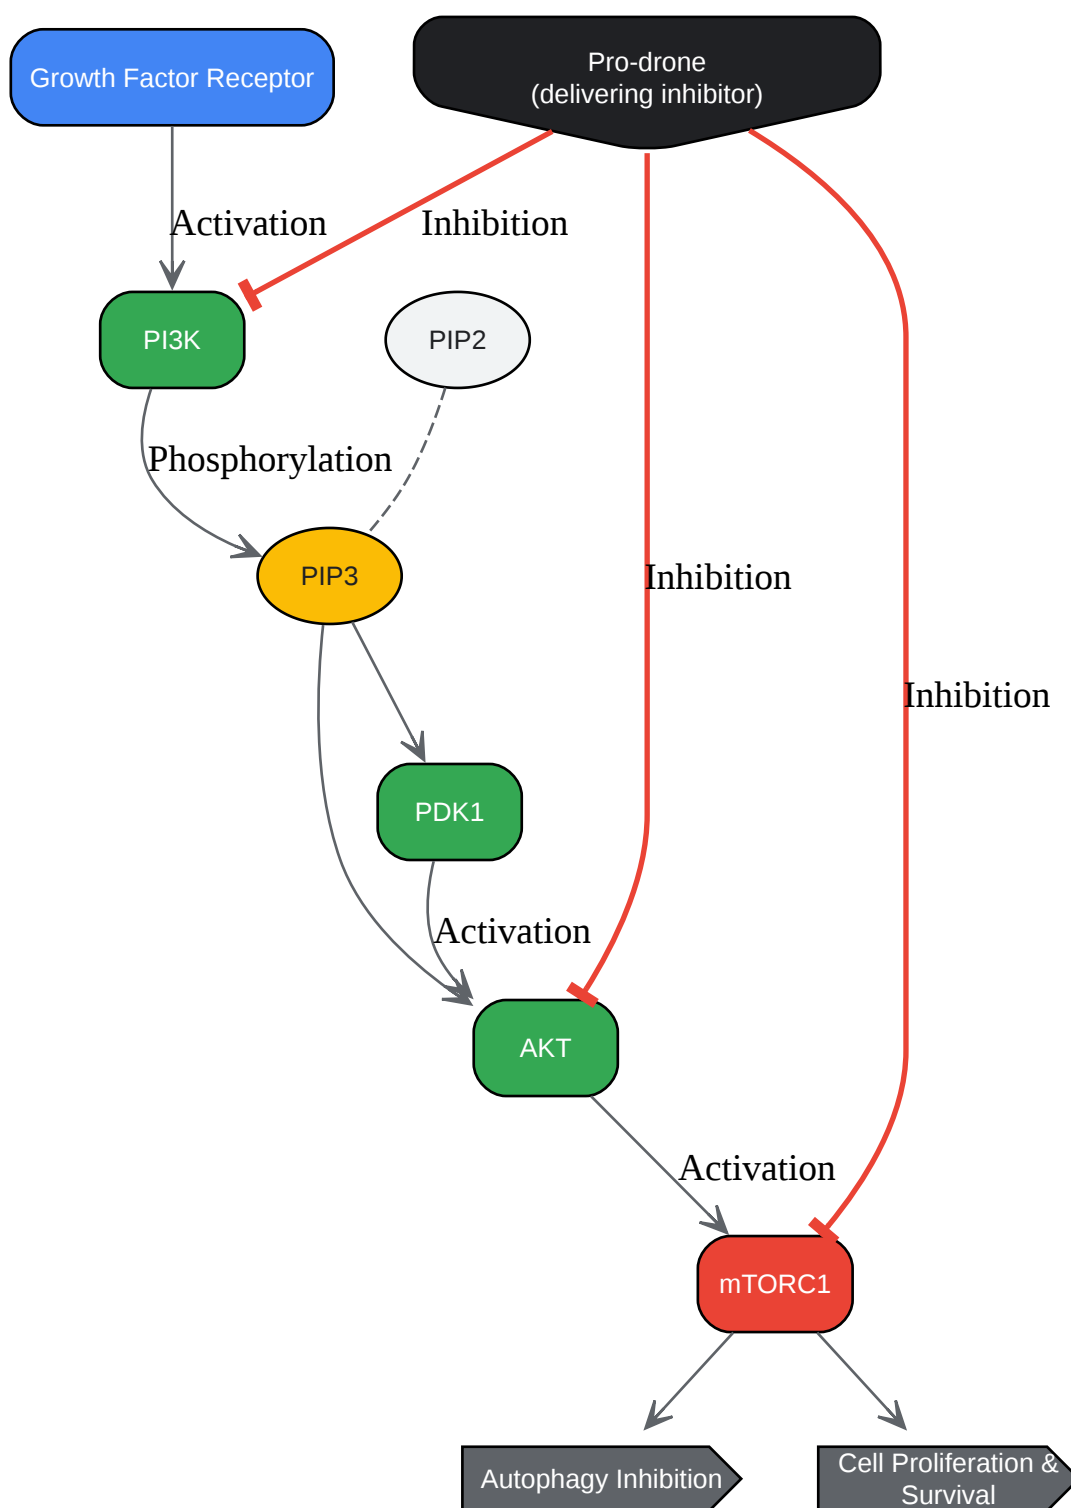 Growth Factor Receptor
Pro-drone
(delivering inhibitor)
Activation
Inhibition
PI3K
PIP2
Phosphorylation
PIP3
Inhibition
Inhibition
PDK1
Activation
AKT
Activation
mTORC1
Autophagy Inhibition
Cell Proliferation &
Survival